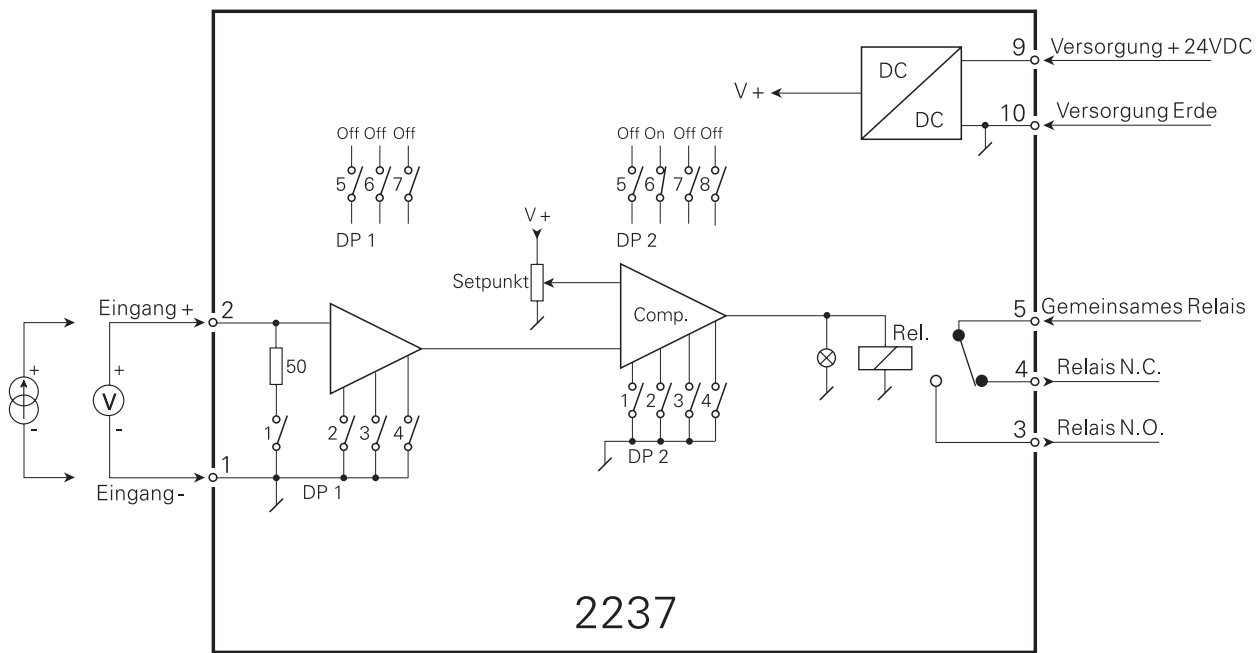 9 Versorgung + 24VDC
DC
V +
DC
10 Versorgung Erde
Off Off Off
5 6 7
DP 1
Off On Off Off
5 6 7 8
DP 2
V +
Setpunkt
Comp.
Eingang + 2
50
5 Gemeinsames Relais
Rel.
4 Relais N.C.
3 Relais N.O.
+
-
+
V
-
1 2 3 4
DP 1
1 2 3 4
DP 2
1
Eingang -
2237